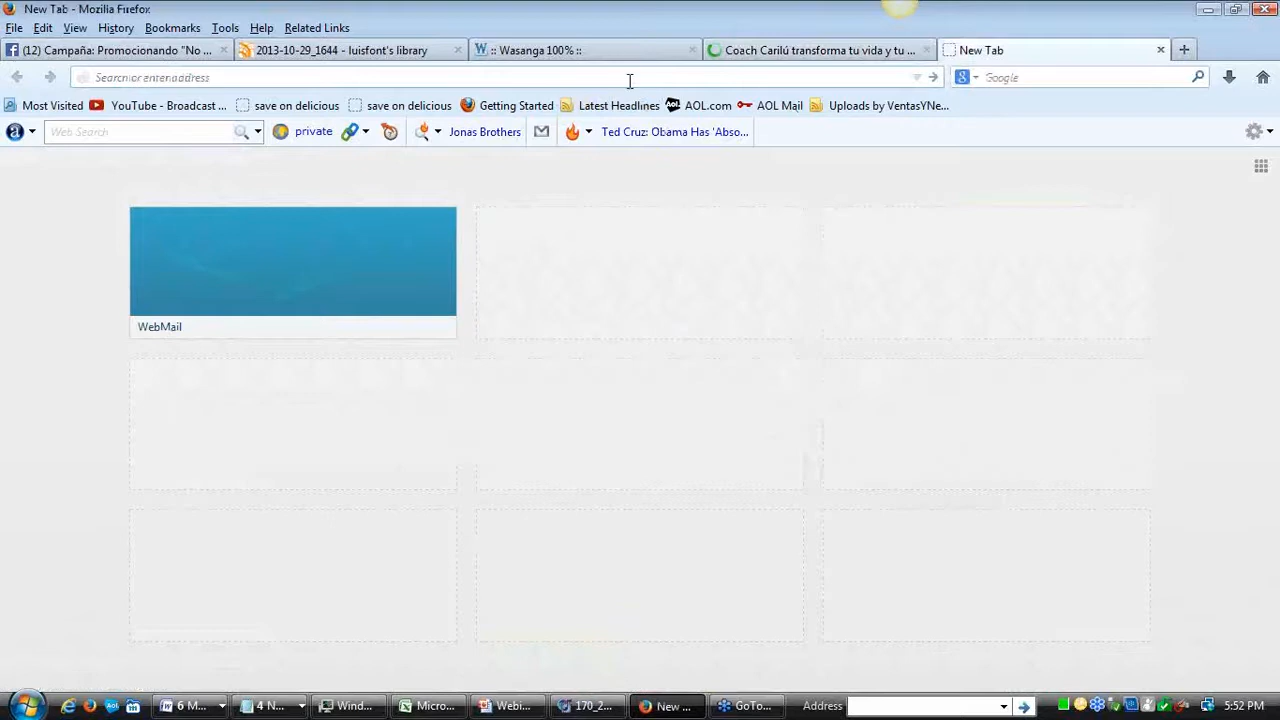 New Tab - Mozilla Firefox
File Edit View History Bookmarks Tools Help Related Links
(12) Campaña: Promocionando "No ... 2013-10-29_1644 - luisfont's library :: Wasanga 100% :: Coach Carilú transforma tu vida y tu ... New Tab
Search or enter address Google
Most Visited YouTube - Broadcast ... save on delicious save on delicious Getting Started Latest Headlines AOL.com AOL Mail Uploads by VentasYNe...
Web Search private Jonas Brothers Ted Cruz: Obama Has 'Abso...
WebMail
6 M... 4 N... Wind... Micro... Webi... 170_2... New ... GoTo... Address 5:52 PM